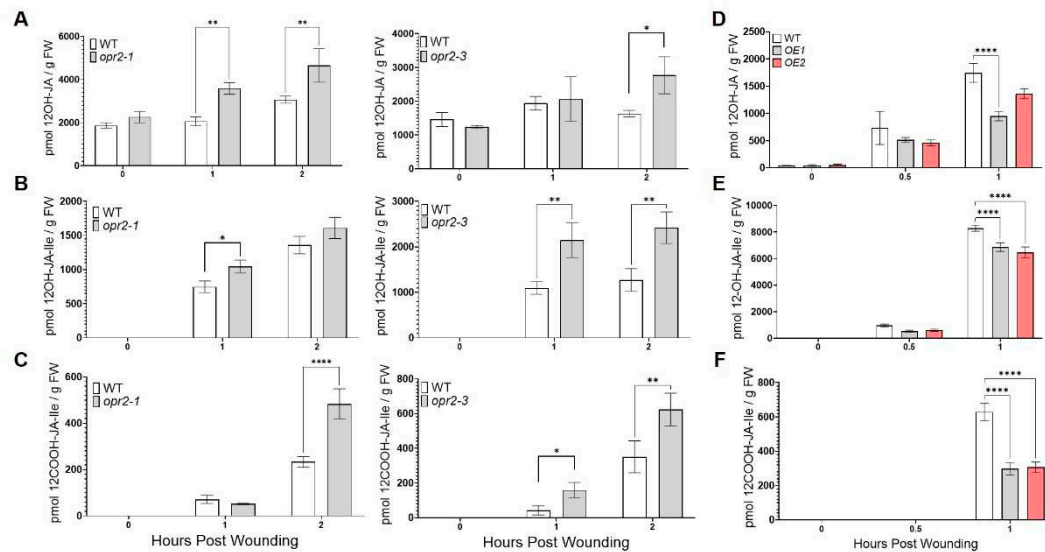 A
pmol 12OH-JA / g FW
6000
4000
2000
0
WT
opr2-1
**
**
0
1
2
pmol 12OH-JA / g FW
4000
3000
2000
1000
0
WT
opr2-3
*
0
1
2
D
pmol 12OH-JA / g FW
2000
1500
1000
500
0
WT
OE1
OE2
****
0
0.5
1
B
pmol 12OH-JA-Ile / g FW
1500
1000
500
0
WT
opr2-1
*
0
1
2
pmol 12OH-JA-Ile / g FW
3000
2000
1000
0
WT
opr2-3
**
**
0
1
2
E
pmol 12-OH-JA-Ile / g FW
10000
8000
6000
4000
2000
0
****
****
0
0.5
1
C
pmol 12COOH-JA-Ile / g FW
600
400
200
0
WT
opr2-1
****
0
1
2
Hours Post Wounding
pmol 12COOH-JA-Ile / g FW
800
600
400
200
0
WT
opr2-3
*
**
0
1
2
Hours Post Wounding
F
pmol 12COOH-JA-Ile / g FW
800
600
400
200
0
****
****
0
0.5
1
Hours Post Wounding